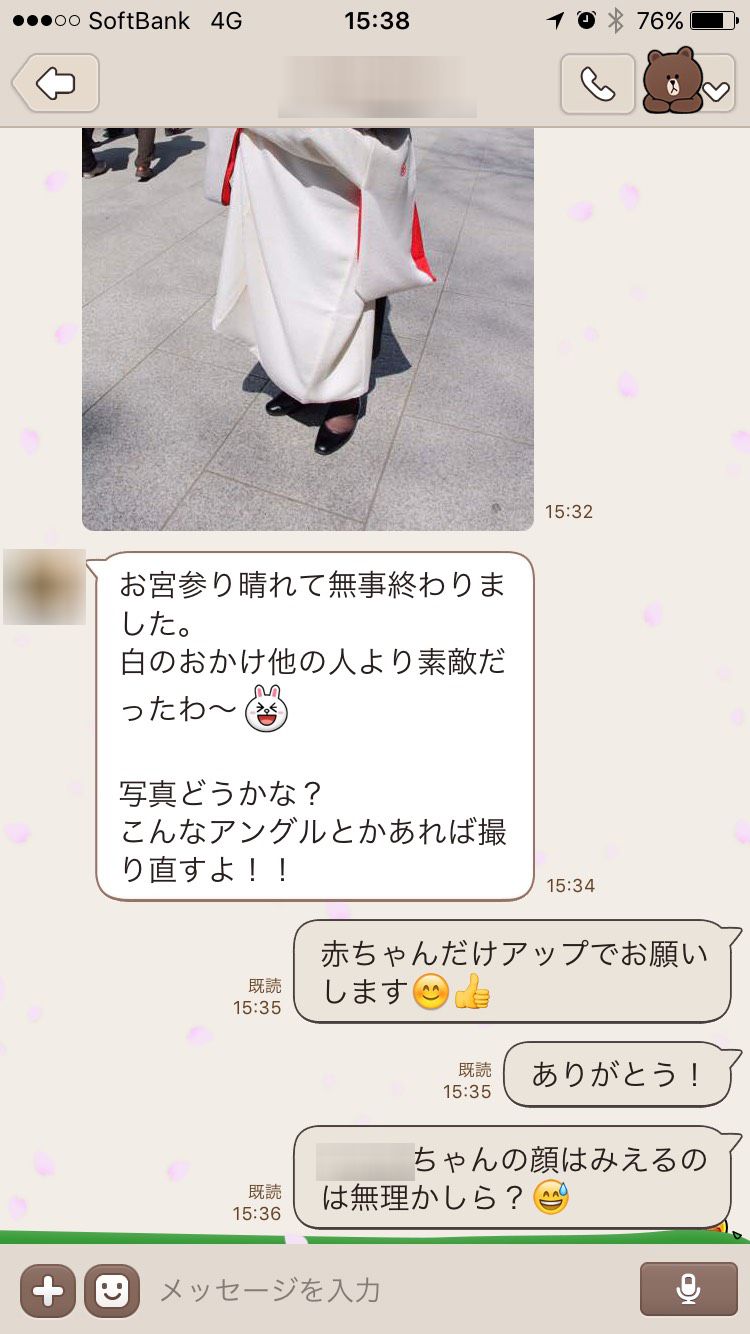 SoftBank 4G 15:38 76%
15:32
お宮参り晴れて無事終わりま
した。
白のおかけ他の人より素敵だ
ったわ〜
写真どうかな？
こんなアングルとかあれば撮
り直すよ！！
15:34
赤ちゃんだけアップでお願い
します
既読
15:35
ありがとう！
既読
15:35
ちゃんの顔はみえるの
は無理かしら？
既読
15:36
メッセージを入力